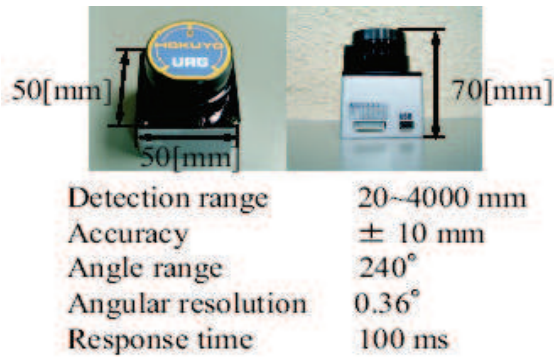 HOKUYO
URG
50[mm]
50[mm]
70[mm]
Detection range 20~4000 mm
Accuracy ± 10 mm
Angle range 240°
Angular resolution 0.36°
Response time 100 ms